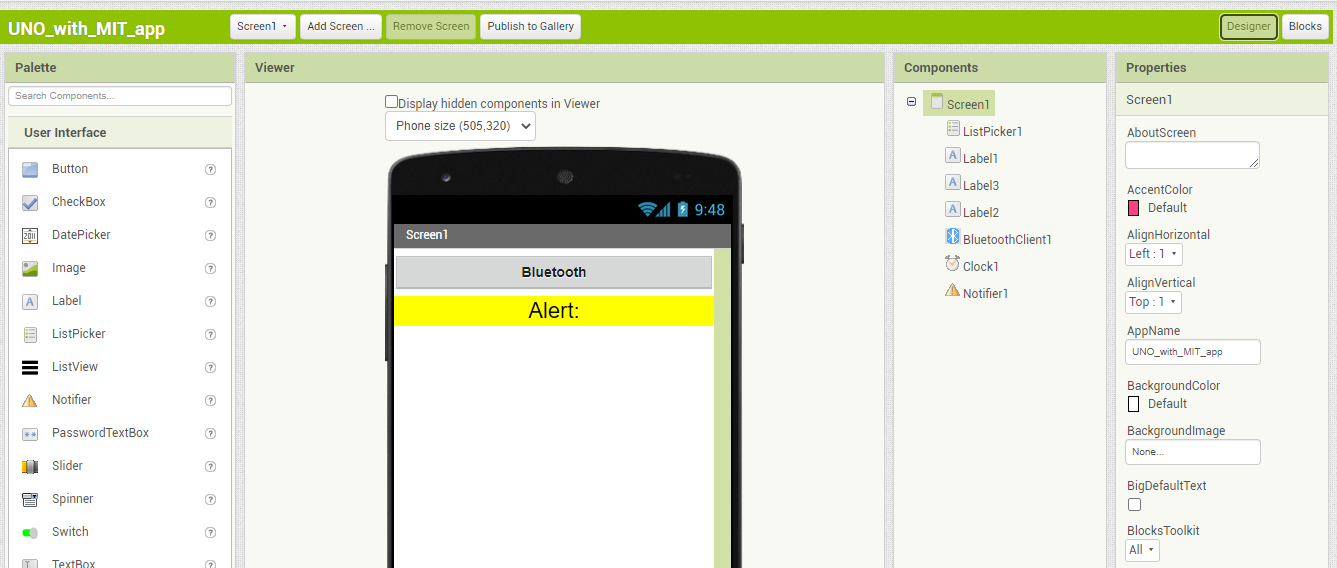 UNO_with_MIT_app
Screen1
Add Screen ...
Remove Screen
Publish to Gallery
Designer
Blocks
Palette
Search Components...
User Interface
Button
?
CheckBox
?
2011
DatePicker
?
Image
?
A
Label
?
ListPicker
?
ListView
?
Notifier
?
PasswordTextBox
?
Slider
?
Spinner
?
Switch
?
TextBox
?
Viewer
Display hidden components in Viewer
Phone size (505,320)
9:48
Screen1
Bluetooth
Alert:
Components
Screen1
ListPicker1
A
Label1
A
Label3
A
Label2
BluetoothClient1
Clock1
Notifier1
Properties
Screen1
AboutScreen
AccentColor
Default
AlignHorizontal
Left : 1
AlignVertical
Top : 1
AppName
UNO_with_MIT_app
BackgroundColor
Default
BackgroundImage
None...
BigDefaultText
BlocksToolkit
All